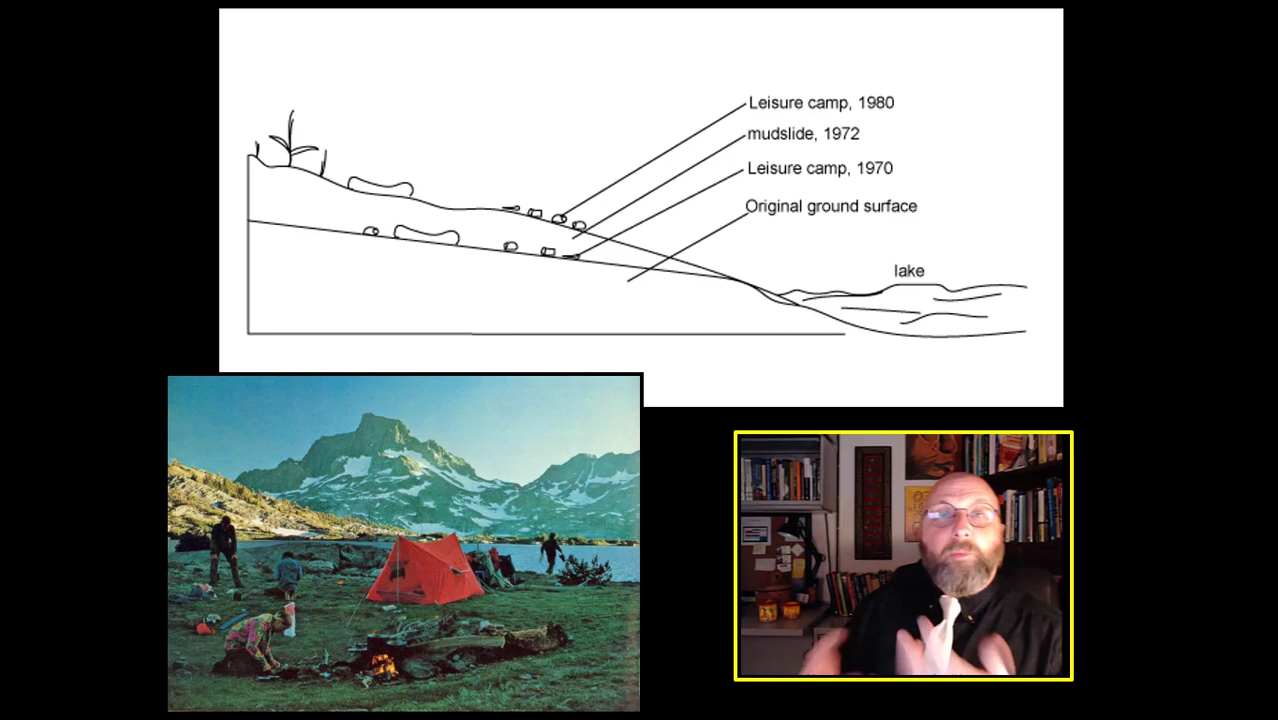 Leisure camp, 1980
mudslide, 1972
Leisure camp, 1970
Original ground surface
lake